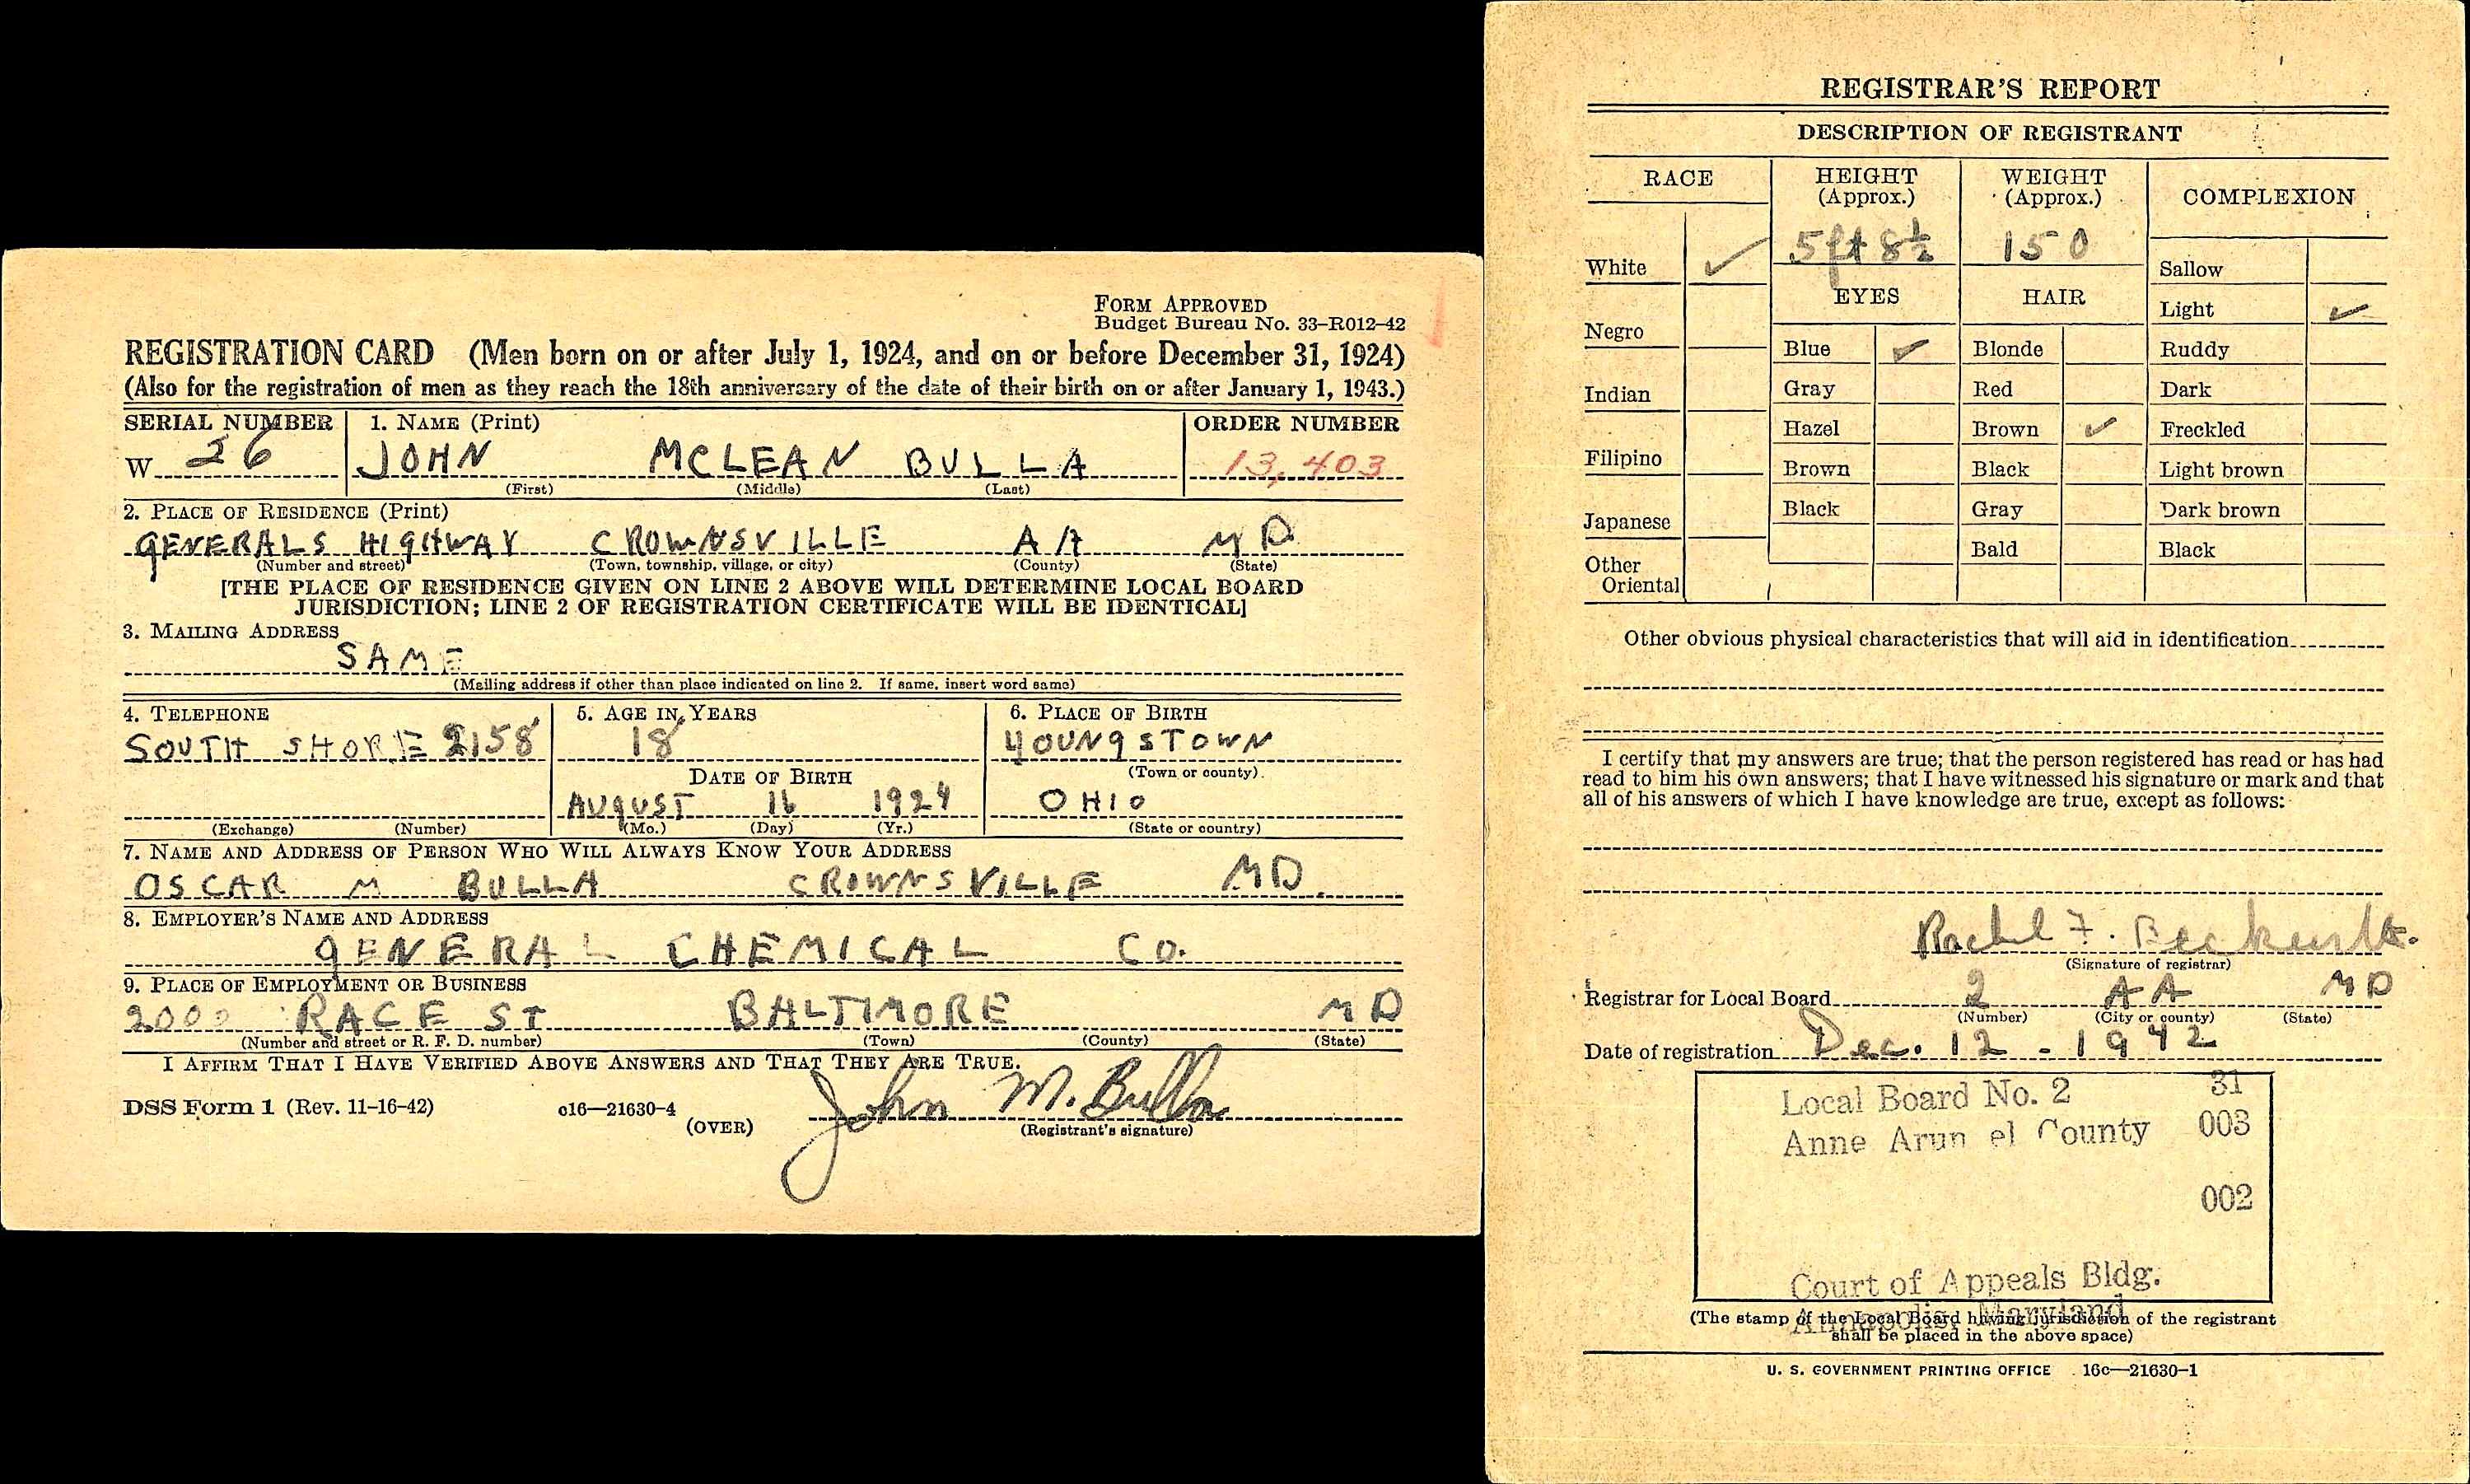 FORM APPROVED
Budget Bureau No. 33–R012–42
REGISTRATION CARD (Men born on or after July 1, 1924, and on or before December 31, 1924)
(Also for the registration of men as they reach the 18th anniversary of the date of their birth on or after January 1, 1943.)
SERIAL NUMBER 1. NAME (Print) ORDER NUMBER
W 26 JOHN MCLEAN BULLA 13,403
(First) (Middle) (Last)
2. PLACE OF RESIDENCE (Print)
GENERALS HIGHWAY CROWNSVILLE A A MD
(Number and street) (Town, township, village, or city) (County) (State)
[THE PLACE OF RESIDENCE GIVEN ON LINE 2 ABOVE WILL DETERMINE LOCAL BOARD
JURISDICTION; LINE 2 OF REGISTRATION CERTIFICATE WILL BE IDENTICAL]
3. MAILING ADDRESS
SAME
(Mailing address if other than place indicated on line 2. If same, insert word same)
4. TELEPHONE 5. AGE IN YEARS 6. PLACE OF BIRTH
SOUTH SHORE 2158 18 YOUNGSTOWN
DATE OF BIRTH (Town or county)
AUGUST 16 1924 OHIO
(Exchange) (Number) (Mo.) (Day) (Yr.) (State or country)
7. NAME AND ADDRESS OF PERSON WHO WILL ALWAYS KNOW YOUR ADDRESS
OSCAR M BULLA CROWNSVILLE MD.
8. EMPLOYER'S NAME AND ADDRESS
GENERAL CHEMICAL CO.
9. PLACE OF EMPLOYMENT OR BUSINESS
2000 RACE ST BALTIMORE MD
(Number and street or R. F. D. number) (Town) (County) (State)
I AFFIRM THAT I HAVE VERIFIED ABOVE ANSWERS AND THAT THEY ARE TRUE.
DSS Form 1 (Rev. 11-16-42) c16—21630-4 John M. Bulla
(OVER) (Registrant's signature)
REGISTRAR'S REPORT
DESCRIPTION OF REGISTRANT
RACE HEIGHT (Approx.) WEIGHT (Approx.) COMPLEXION
White ✓ 5 ft 8½ 150 Sallow
EYES HAIR Light ✓
Negro Blue ✓ Blonde Ruddy
Indian Gray Red Dark
Hazel Brown ✓ Freckled
Filipino Brown Black Light brown
Japanese Black Gray Dark brown
Other Oriental Bald Black
Other obvious physical characteristics that will aid in identification
I certify that my answers are true; that the person registered has read or has had
read to him his own answers; that I have witnessed his signature or mark and that
all of his answers of which I have knowledge are true, except as follows:
Rachel F.
(Signature of registrar)
Registrar for Local Board 2 AA MD
(Number) (City or county) (State)
Date of registration Dec. 12 - 1942
Local Board No. 2 31
Anne Arun el County 003
002
Court of Appeals Bldg.
Annapolis, Maryland
(The stamp of the Local Board having jurisdiction of the registrant
shall be placed in the above space)
U. S. GOVERNMENT PRINTING OFFICE 16c—21630-1